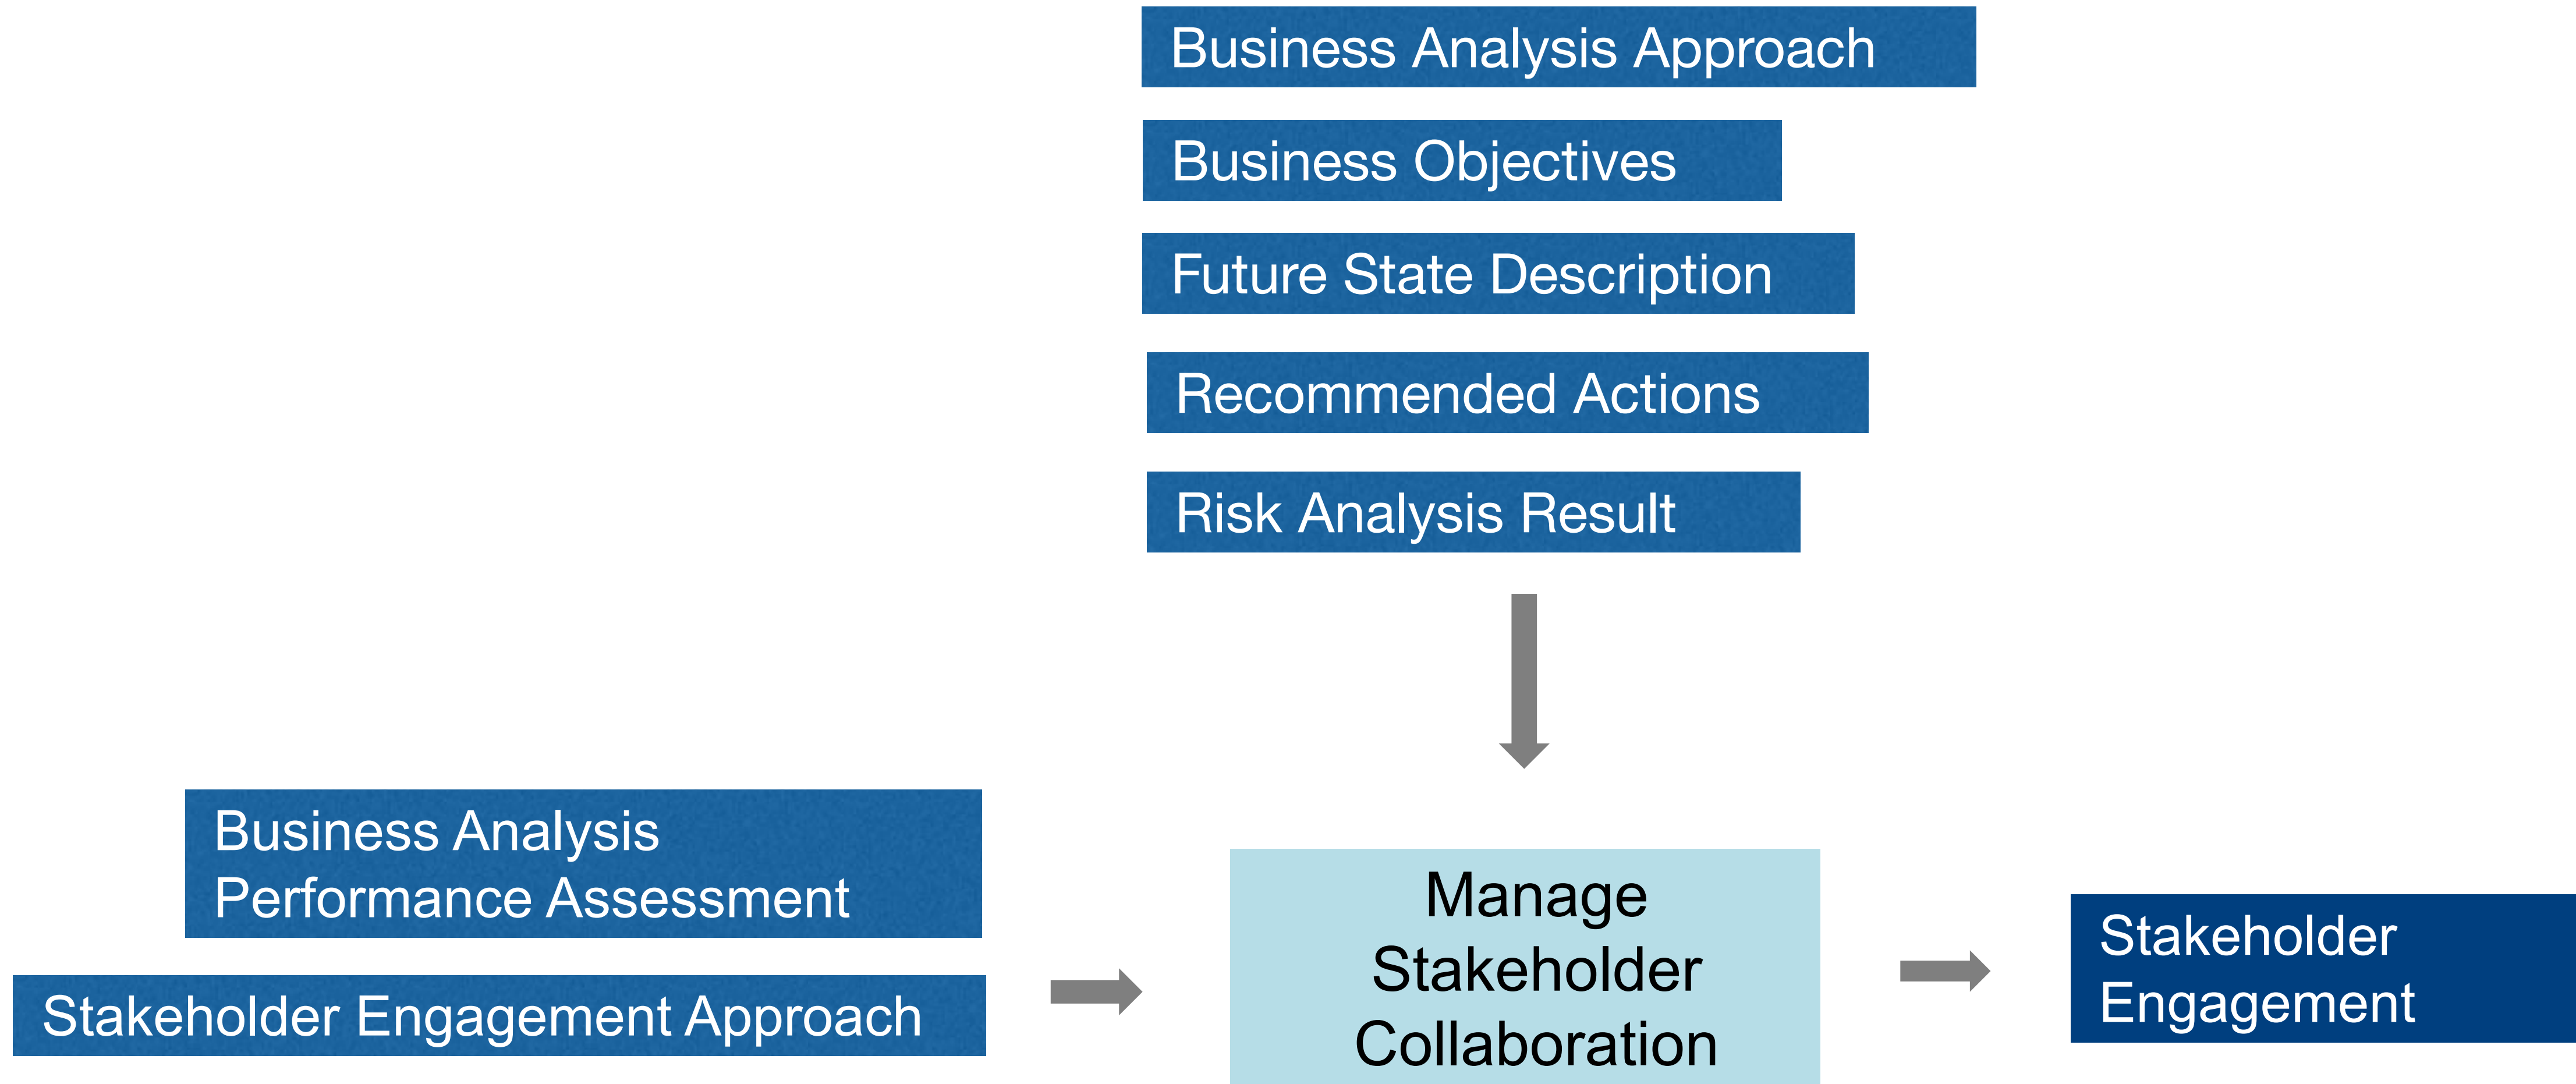 Business Analysis Approach
Business Objectives
Future State Description
Recommended Actions
Risk Analysis Result
Business Analysis
Performance Assessment
Stakeholder Engagement Approach
Manage
Stakeholder
Collaboration
Stakeholder
Engagement